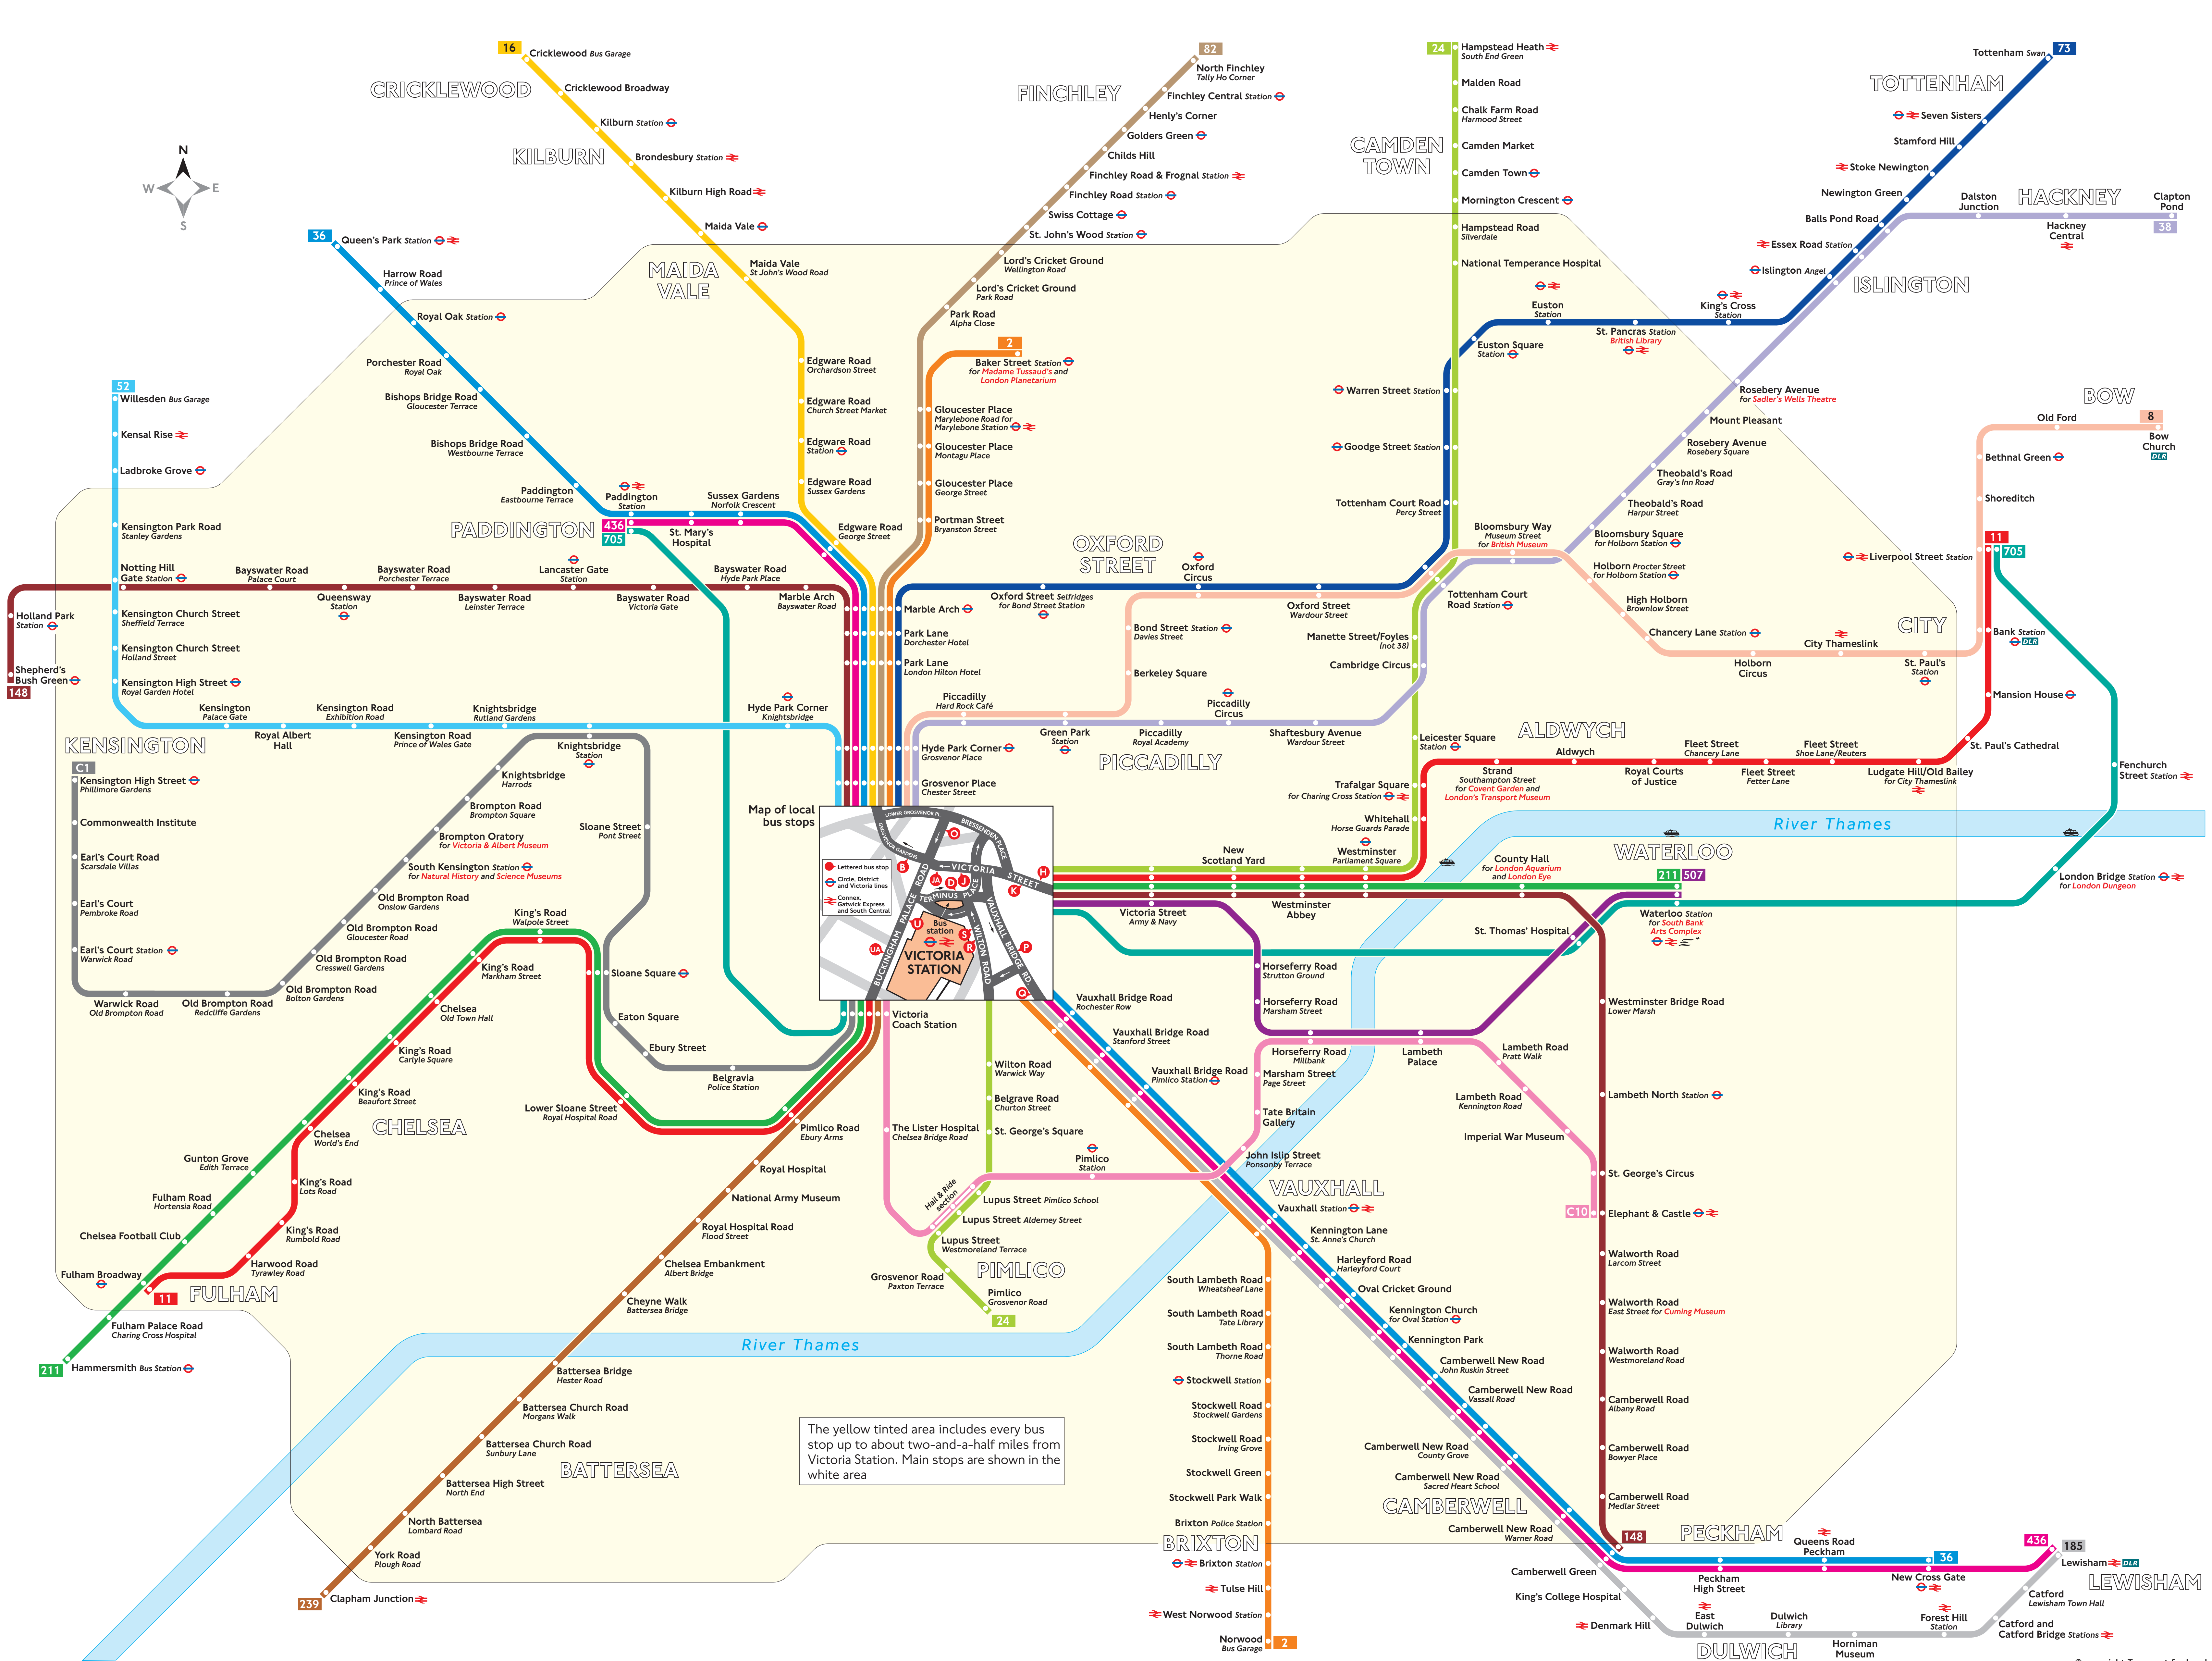 16
Cricklewood Bus Garage
CRICKLEWOOD
Cricklewood Broadway
Kilburn Station
KILBURN
Brondesbury Station
Kilburn High Road
Maida Vale
MAIDA
VALE
Maida Vale
St John's Wood Road
Edgware Road
Orchardson Street
Edgware Road
Church Street Market
Edgware Road
Station
Edgware Road
Sussex Gardens
Edgware Road
George Street
82
North Finchley
Tally Ho Corner
FINCHLEY
Finchley Central Station
Henly's Corner
Golders Green
Childs Hill
Finchley Road & Frognal Station
Finchley Road Station
Swiss Cottage
St. John's Wood Station
Lord's Cricket Ground
Wellington Road
Lord's Cricket Ground
Park Road
Park Road
Alpha Close
2
Baker Street Station
for Madame Tussaud's and
London Planetarium
Gloucester Place
Marylebone Road for
Marylebone Station
Gloucester Place
Montagu Place
Gloucester Place
George Street
Portman Street
Bryanston Street
24
Hampstead Heath
South End Green
Malden Road
Chalk Farm Road
Harmood Street
CAMDEN
TOWN
Camden Market
Camden Town
Mornington Crescent
Hampstead Road
Silverdale
National Temperance Hospital
Warren Street Station
Goodge Street Station
Tottenham Court Road
Percy Street
Tottenham Swan
73
TOTTENHAM
Seven Sisters
Stamford Hill
Stoke Newington
Newington Green
Balls Pond Road
Essex Road Station
Islington Angel
ISLINGTON
King's Cross
Station
St. Pancras Station
British Library
Euston
Station
Euston Square
Station
Dalston
Junction
HACKNEY
Hackney
Central
Clapton
Pond
38
Rosebery Avenue
for Sadler's Wells Theatre
Mount Pleasant
Rosebery Avenue
Rosebery Square
Theobald's Road
Gray's Inn Road
Theobald's Road
Harpur Street
Bloomsbury Square
for Holborn Station
Bloomsbury Way
Museum Street
for British Museum
Holborn Procter Street
for Holborn Station
High Holborn
Brownlow Street
Chancery Lane Station
Holborn
Circus
City Thameslink
St. Paul's
Station
CITY
BOW
Old Ford
8
Bow
Church
DLR
Bethnal Green
Shoreditch
11
705
Liverpool Street Station
Bank Station
DLR
Mansion House
St. Paul's Cathedral
Fenchurch
Street Station
N
W
E
S
36
Queen's Park Station
Harrow Road
Prince of Wales
Royal Oak Station
Porchester Road
Royal Oak
Bishops Bridge Road
Gloucester Terrace
Bishops Bridge Road
Westbourne Terrace
Paddington
Eastbourne Terrace
Paddington
Station
PADDINGTON
436
705
Sussex Gardens
Norfolk Crescent
St. Mary's
Hospital
52
Willesden Bus Garage
Kensal Rise
Ladbroke Grove
Kensington Park Road
Stanley Gardens
Notting Hill
Gate Station
Kensington Church Street
Sheffield Terrace
Kensington Church Street
Holland Street
Kensington High Street
Royal Garden Hotel
Kensington
Palace Gate
Royal Albert
Hall
Kensington Road
Exhibition Road
Kensington Road
Prince of Wales Gate
Knightsbridge
Rutland Gardens
Hyde Park Corner
Knightsbridge
Holland Park
Station
Shepherd's
Bush Green
148
Bayswater Road
Palace Court
Queensway
Station
Bayswater Road
Porchester Terrace
Bayswater Road
Leinster Terrace
Lancaster Gate
Station
Bayswater Road
Victoria Gate
Bayswater Road
Hyde Park Place
Marble Arch
Bayswater Road
Marble Arch
Park Lane
Dorchester Hotel
Park Lane
London Hilton Hotel
Hyde Park Corner
Grosvenor Place
Grosvenor Place
Chester Street
OXFORD
STREET
Oxford Street Selfridges
for Bond Street Station
Oxford
Circus
Oxford Street
Wardour Street
Tottenham Court
Road Station
Bond Street Station
Davies Street
Berkeley Square
Manette Street/Foyles
(not 38)
Cambridge Circus
Piccadilly
Hard Rock Café
Green Park
Station
Piccadilly
Royal Academy
Piccadilly
Circus
Shaftesbury Avenue
Wardour Street
PICCADILLY
Leicester Square
Station
Trafalgar Square
for Charing Cross Station
Whitehall
Horse Guards Parade
Westminster
Parliament Square
ALDWYCH
Strand
Southampton Street
for Covent Garden and
London's Transport Museum
Aldwych
Royal Courts
of Justice
Fleet Street
Chancery Lane
Fleet Street
Fetter Lane
Fleet Street
Shoe Lane/Reuters
Ludgate Hill/Old Bailey
for City Thameslink
River Thames
KENSINGTON
C1
Kensington High Street
Phillimore Gardens
Commonwealth Institute
Earl's Court Road
Scarsdale Villas
Earl's Court
Pembroke Road
Earl's Court Station
Warwick Road
Warwick Road
Old Brompton Road
Old Brompton Road
Redcliffe Gardens
Old Brompton Road
Bolton Gardens
Old Brompton Road
Cresswell Gardens
Old Brompton Road
Gloucester Road
Old Brompton Road
Onslow Gardens
South Kensington Station
for Natural History and Science Museums
Brompton Oratory
for Victoria & Albert Museum
Brompton Road
Brompton Square
Knightsbridge
Harrods
Knightsbridge
Station
Sloane Street
Pont Street
Sloane Square
Eaton Square
Ebury Street
Belgravia
Police Station
Map of local
bus stops
LOWER GROSVENOR PL.
GROSVENOR GARDENS
BRESSENDEN PLACE
VICTORIA STREET
BUCKINGHAM PALACE ROAD
TERMINUS PLACE
WILTON ROAD
VAUXHALL BRIDGE RD.
Lettered bus stop
Circle, District
and Victoria lines
Connex,
Gatwick Express
and South Central
O
B
H
K
JA
D
J
U
UA
S
R
P
Q
Bus
station
VICTORIA
STATION
New
Scotland Yard
Victoria Street
Army & Navy
Westminster
Abbey
County Hall
for London Aquarium
and London Eye
WATERLOO
211
507
Waterloo Station
for South Bank
Arts Complex
St. Thomas' Hospital
London Bridge Station
for London Dungeon
Horseferry Road
Strutton Ground
Horseferry Road
Marsham Street
Horseferry Road
Millbank
Lambeth
Palace
Lambeth Road
Pratt Walk
Lambeth Road
Kennington Road
Imperial War Museum
Marsham Street
Page Street
Tate Britain
Gallery
John Islip Street
Ponsonby Terrace
Westminster Bridge Road
Lower Marsh
Lambeth North Station
St. George's Circus
C10
Elephant & Castle
Walworth Road
Larcom Street
Walworth Road
East Street for Cuming Museum
Walworth Road
Westmoreland Road
Camberwell Road
Albany Road
Camberwell Road
Bowyer Place
Camberwell Road
Medlar Street
148
King's Road
Walpole Street
King's Road
Markham Street
Chelsea
Old Town Hall
King's Road
Carlyle Square
King's Road
Beaufort Street
CHELSEA
Chelsea
World's End
Gunton Grove
Edith Terrace
Fulham Road
Hortensia Road
Chelsea Football Club
Fulham Broadway
King's Road
Lots Road
King's Road
Rumbold Road
Harwood Road
Tyrawley Road
11
FULHAM
Fulham Palace Road
Charing Cross Hospital
211
Hammersmith Bus Station
Lower Sloane Street
Royal Hospital Road
Victoria
Coach Station
Pimlico Road
Ebury Arms
Royal Hospital
National Army Museum
Royal Hospital Road
Flood Street
Chelsea Embankment
Albert Bridge
Cheyne Walk
Battersea Bridge
River Thames
Battersea Bridge
Hester Road
Battersea Church Road
Morgans Walk
Battersea Church Road
Sunbury Lane
BATTERSEA
Battersea High Street
North End
North Battersea
Lombard Road
York Road
Plough Road
239
Clapham Junction
The Lister Hospital
Chelsea Bridge Road
Wilton Road
Warwick Way
Belgrave Road
Churton Street
St. George's Square
Pimlico
Station
Hail & Ride
section
Lupus Street Pimlico School
Lupus Street Alderney Street
Lupus Street
Westmoreland Terrace
PIMLICO
Grosvenor Road
Paxton Terrace
Pimlico
Grosvenor Road
24
Vauxhall Bridge Road
Rochester Row
Vauxhall Bridge Road
Stanford Street
Vauxhall Bridge Road
Pimlico Station
VAUXHALL
Vauxhall Station
Kennington Lane
St. Anne's Church
Harleyford Road
Harleyford Court
Oval Cricket Ground
Kennington Church
for Oval Station
Kennington Park
Camberwell New Road
John Ruskin Street
Camberwell New Road
Vassall Road
Camberwell New Road
County Grove
Camberwell New Road
Sacred Heart School
CAMBERWELL
Camberwell New Road
Warner Road
South Lambeth Road
Wheatsheaf Lane
South Lambeth Road
Tate Library
South Lambeth Road
Thorne Road
Stockwell Station
Stockwell Road
Stockwell Gardens
Stockwell Road
Irving Grove
Stockwell Green
Stockwell Park Walk
Brixton Police Station
BRIXTON
Brixton Station
Tulse Hill
West Norwood Station
Norwood
Bus Garage
2
The yellow tinted area includes every bus
stop up to about two-and-a-half miles from
Victoria Station. Main stops are shown in the
white area
Camberwell Green
King's College Hospital
Denmark Hill
PECKHAM
Peckham
High Street
Queens Road
Peckham
36
New Cross Gate
436
185
Lewisham DLR
LEWISHAM
Catford
Lewisham Town Hall
Catford and
Catford Bridge Stations
Forest Hill
Station
Horniman
Museum
Dulwich
Library
East
Dulwich
DULWICH